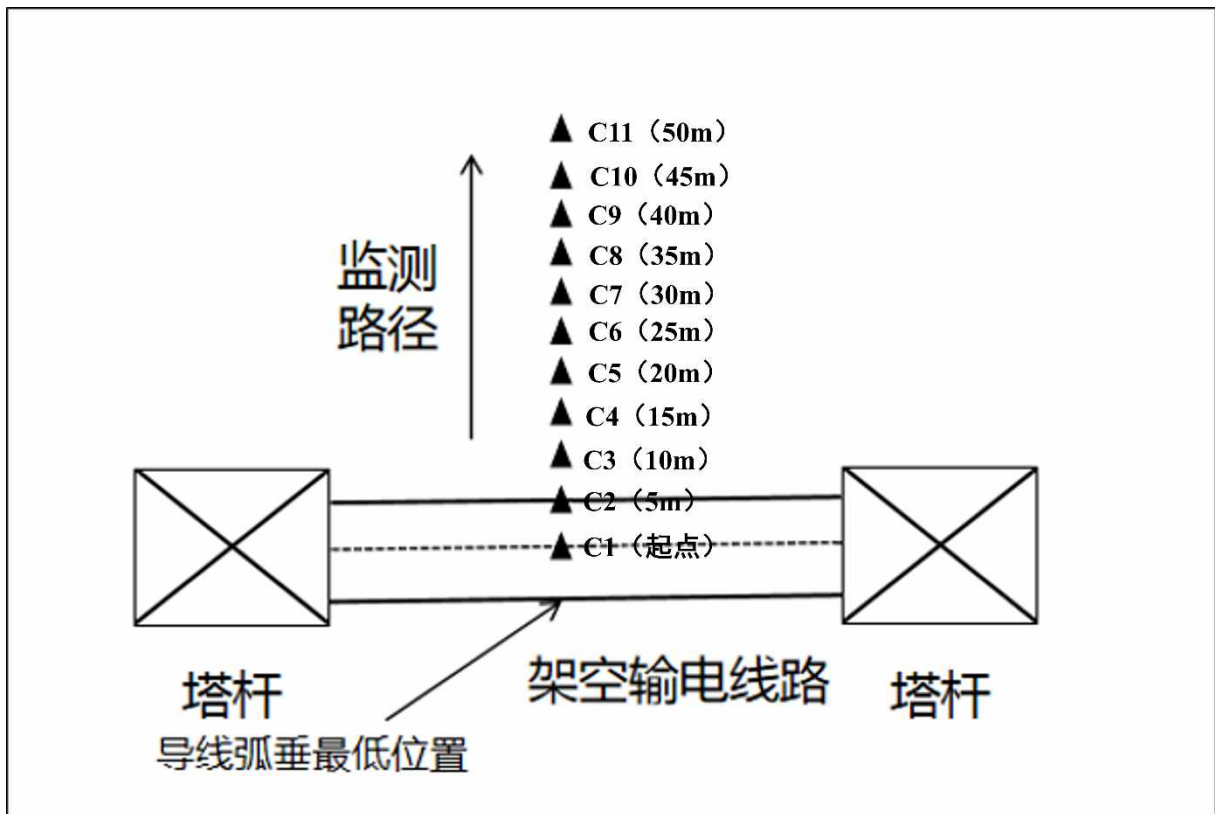 C11（50m）
C10（45m）
C9（40m）
C8（35m）
C7（30m）
C6（25m）
C5（20m）
C4（15m）
C3（10m）
C2（5m）
C1（起点）
监测
路径
塔杆
架空输电线路
塔杆
导线弧垂最低位置